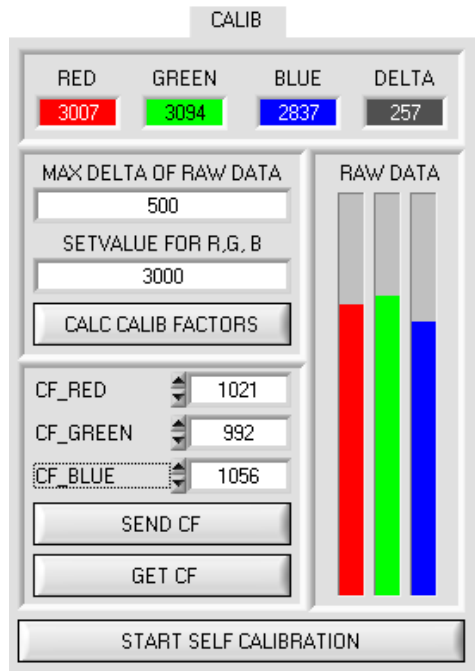 CALIB
RED GREEN BLUE DELTA
3007 3094 2837 257
MAX DELTA OF RAW DATA
500
SETVALUE FOR R,G, B
3000
CALC CALIB FACTORS
RAW DATA
CF_RED 1021
CF_GREEN 992
CF_BLUE 1056
SEND CF
GET CF
START SELF CALIBRATION